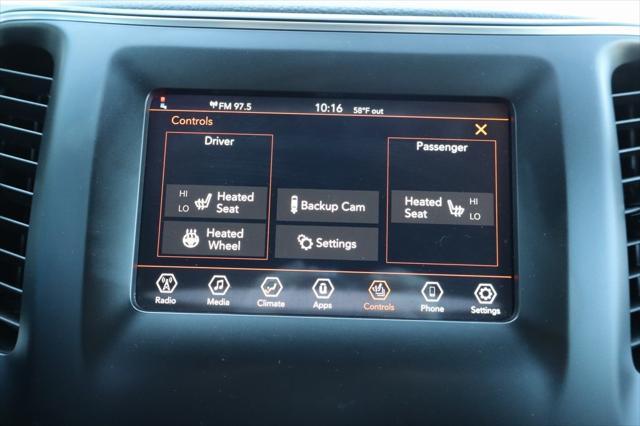 FM 97.5 10:16 58°F out
Controls
Driver
Passenger
HI
LO
Heated
Seat
Backup Cam
Heated
Seat
HI
LO
Heated
Wheel
Settings
Radio Media Climate Apps Controls Phone Settings